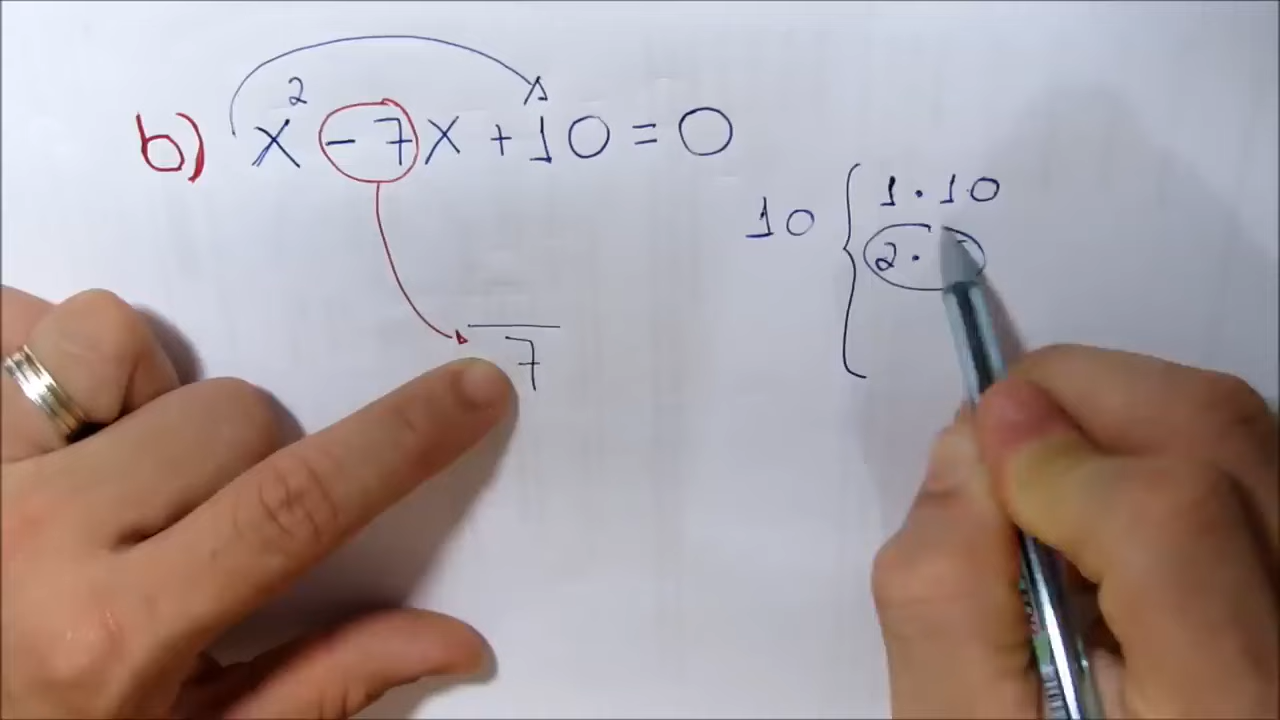 b) x² - 7x + 10 = 0
10 { 1 · 10
2 ·
7